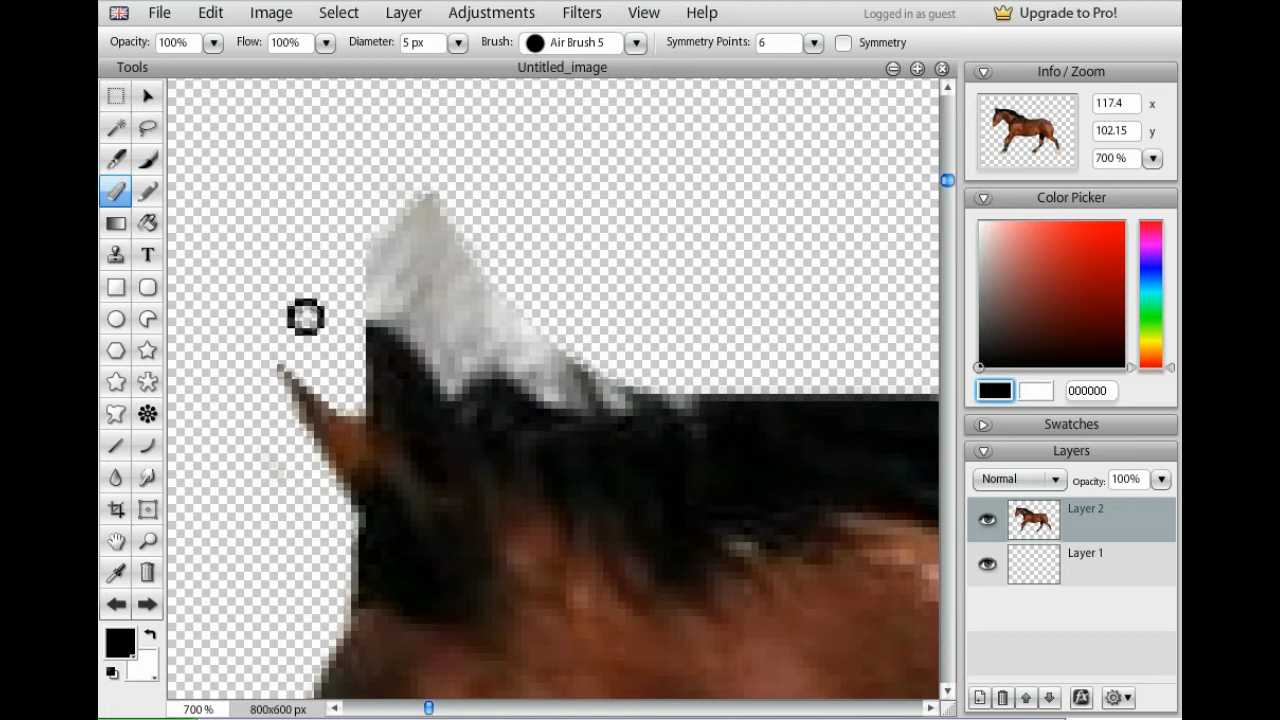 File Edit Image Select Layer Adjustments Filters View Help Logged in as guest Upgrade to Pro!
Opacity: 100% Flow: 100% Diameter: 5 px Brush: Air Brush 5 Symmetry Points: 6 Symmetry
Tools Untitled_image Info / Zoom
117.4 x
102.15 y
700 %
Color Picker
T
000000
Swatches
Layers
Normal Opacity: 100%
Layer 2
Layer 1
fx
700 % 800x600 px